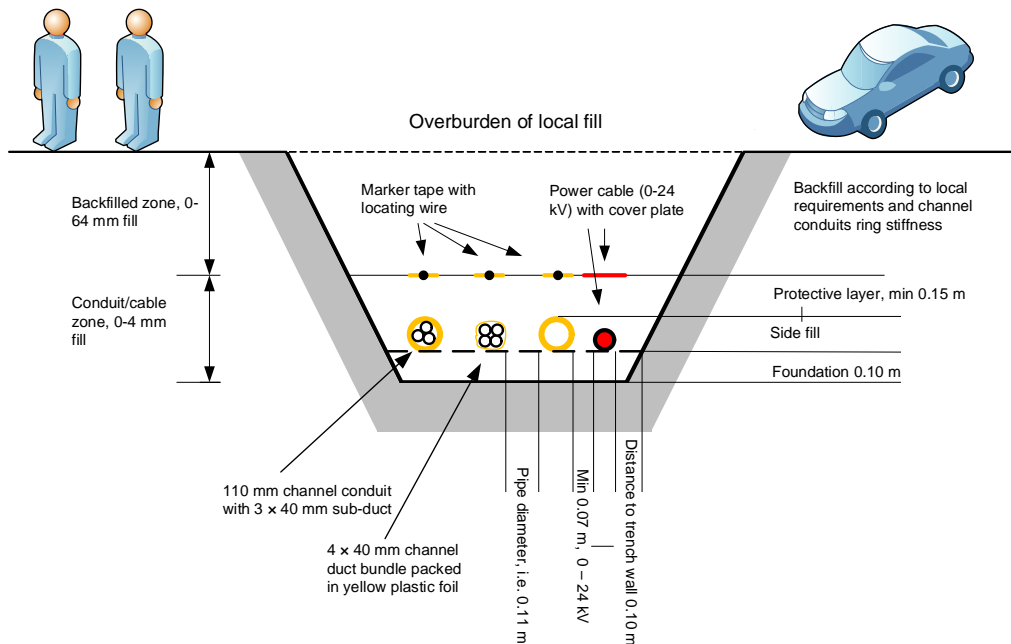 Overburden of local fill
Backfilled zone, 0-
64 mm fill
Marker tape with
locating wire
Power cable (0-24
kV) with cover plate
Backfill according to local
requirements and channel
conduits ring stiffness
Conduit/cable
zone, 0-4 mm
fill
Protective layer, min 0.15 m
Side fill
Foundation 0.10 m
110 mm channel conduit
with 3 × 40 mm sub-duct
4 × 40 mm channel
duct bundle packed
in yellow plastic foil
Pipe diameter, i.e. 0.11 m
Min 0.07 m, 0 – 24 kV
Distance to trench wall 0.10 m